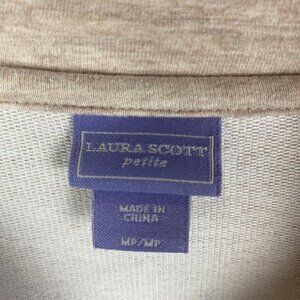 LAURA SCOTT
petite
MADE IN
CHINA
MP/MP